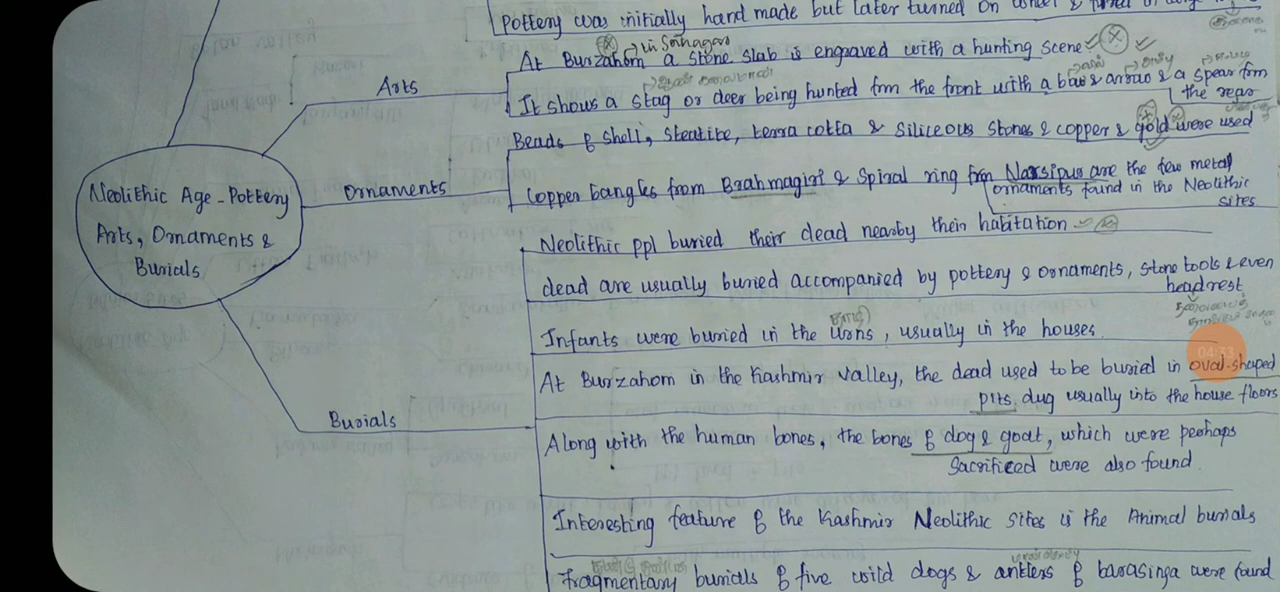 Pottery was initially hand made but later turned on
At Burzahom a stone slab is engraved with a hunting scene
in Srinagar
Arts
It shows a stag or deer being hunted frm the front with a bow & arrow & a spear frm
the rear
Beads of shell, steatite, terra cotta & siliceous stones & copper & gold were used
Ornaments
Copper bangles from Brahmagiri & Spiral ring frm Narsipur are the few metal
ornaments found in the Neolithic
sites
Neolithic Age - Pottery
Arts, Ornaments &
Burials
Neolithic ppl buried their dead nearby their habitation
dead are usually buried accompanied by pottery & ornaments, stone tools & even
head rest
Infants were buried in the urns, usually in the houses.
04:33
At Burzahom in the Kashmir valley, the dead used to be buried in oval-shaped
pits. dug usually into the house floors
Burials
Along with the human bones, the bones of dog & goat, which were perhaps
Sacrificed were also found.
Interesting feature of the Kashmir Neolithic sites is the Animal burials
Fragmentary burials of five wild dogs & antlers of barasinga were found